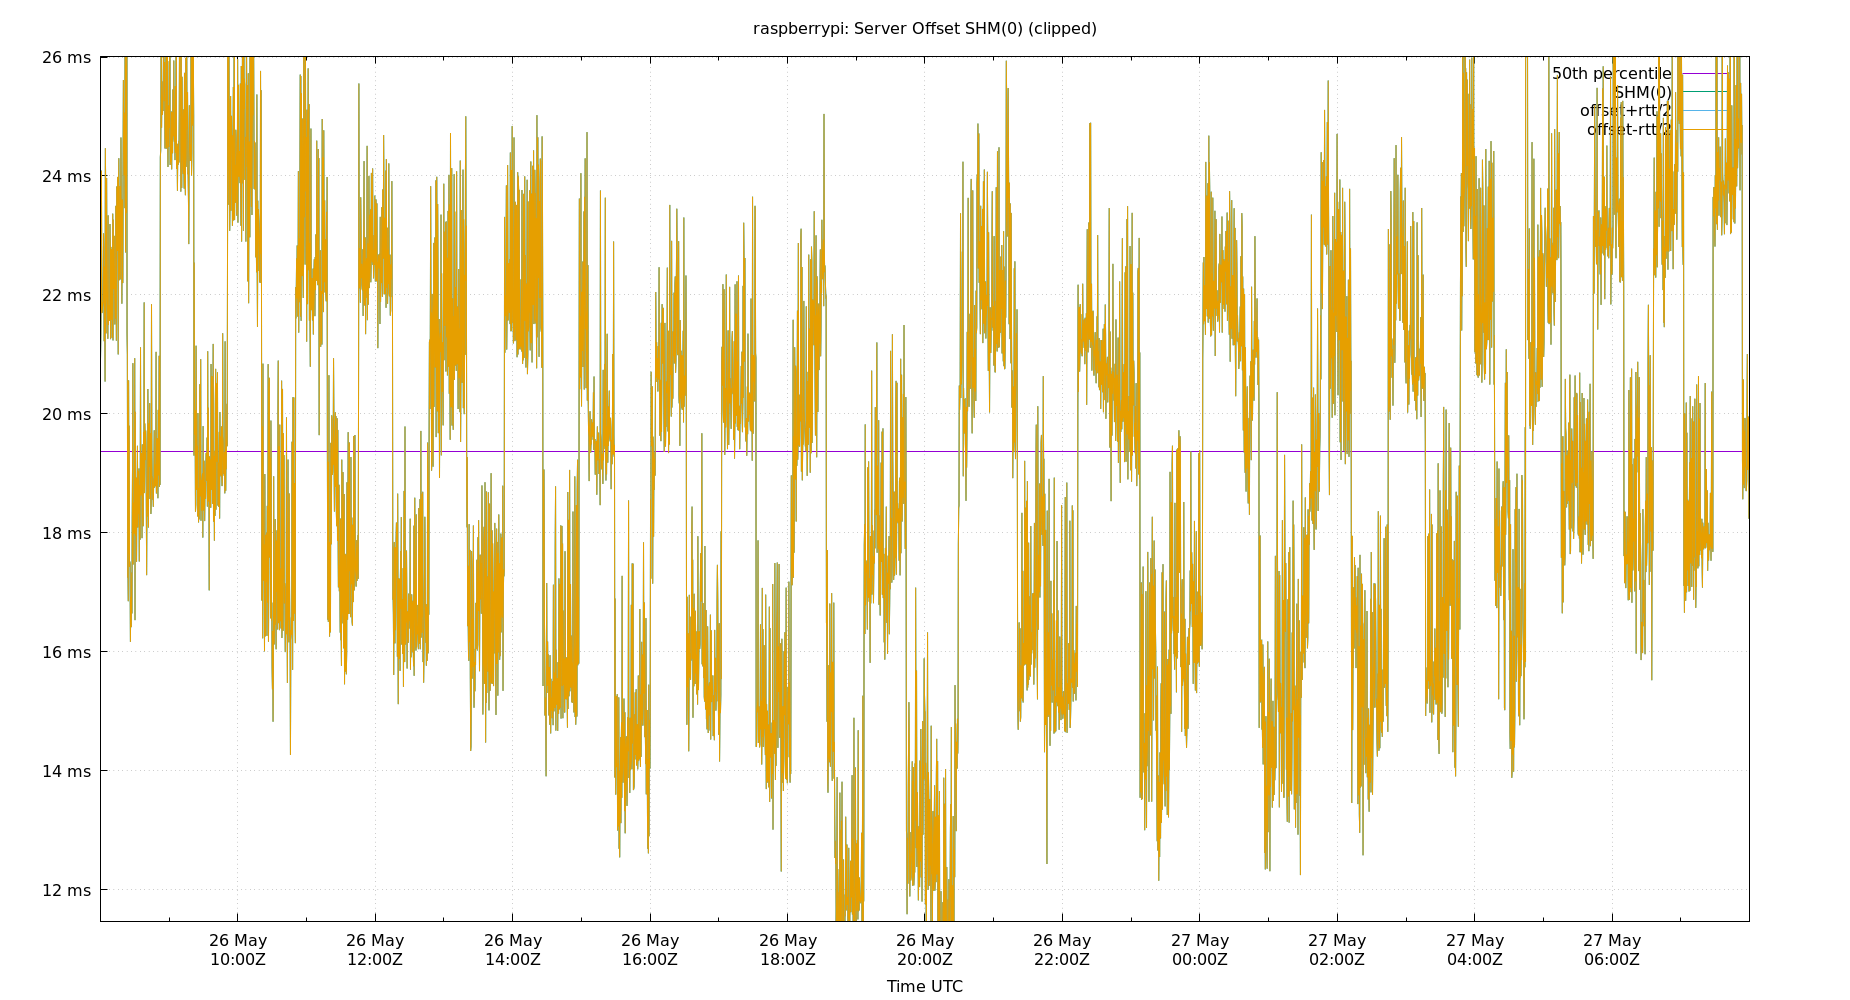 raspberrypi: Server Offset SHM(0) (clipped)
26 ms
24 ms
22 ms
20 ms
18 ms
16 ms
14 ms
12 ms
50th percentile
SHM(0)
offset+rtt/2
offset-rtt/2
26 May
10:00Z
26 May
12:00Z
26 May
14:00Z
26 May
16:00Z
26 May
18:00Z
26 May
20:00Z
26 May
22:00Z
27 May
00:00Z
27 May
02:00Z
27 May
04:00Z
27 May
06:00Z
Time UTC